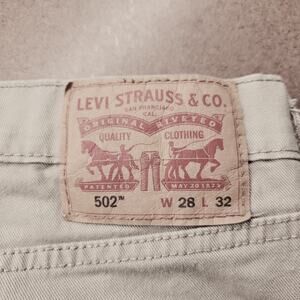 LEVI STRAUSS & CO.
SAN FRANCISCO
CAL.
ORIGINAL RIVETED
QUALITY CLOTHING
PATENTED MAY 20 1873
502™ W 28 L 32